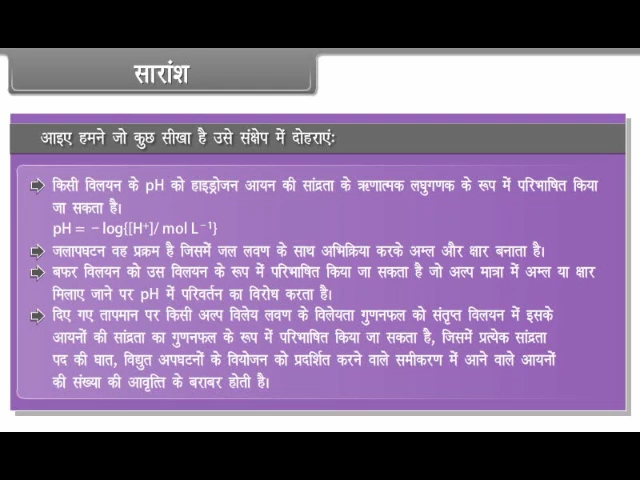 सारांश
आइए हमने जो कुछ सीखा है उसे संक्षेप में दोहराएंः
किसी विलयन के pH को हाइड्रोजन आयन की सांद्रता के ऋणात्मक लघुगणक के रूप में परिभाषित किया
जा सकता है।
pH = – log{[H⁺]/ mol L⁻¹}
जलापघटन वह प्रक्रम है जिसमें जल लवण के साथ अभिक्रिया करके अम्ल और क्षार बनाता है।
बफर विलयन को उस विलयन के रूप में परिभाषित किया जा सकता है जो अल्प मात्रा में अम्ल या क्षार
मिलाए जाने पर pH में परिवर्तन का विरोध करता है।
दिए गए तापमान पर किसी अल्प विलेय लवण के विलेयता गुणनफल को संतृप्त विलयन में इसके
आयनों की सांद्रता का गुणनफल के रूप में परिभाषित किया जा सकता है, जिसमें प्रत्येक सांद्रता
पद की घात, विद्युत अपघटनों के वियोजन को प्रदर्शित करने वाले समीकरण में आने वाले आयनों
की संख्या की आवृत्ति के बराबर होती है।